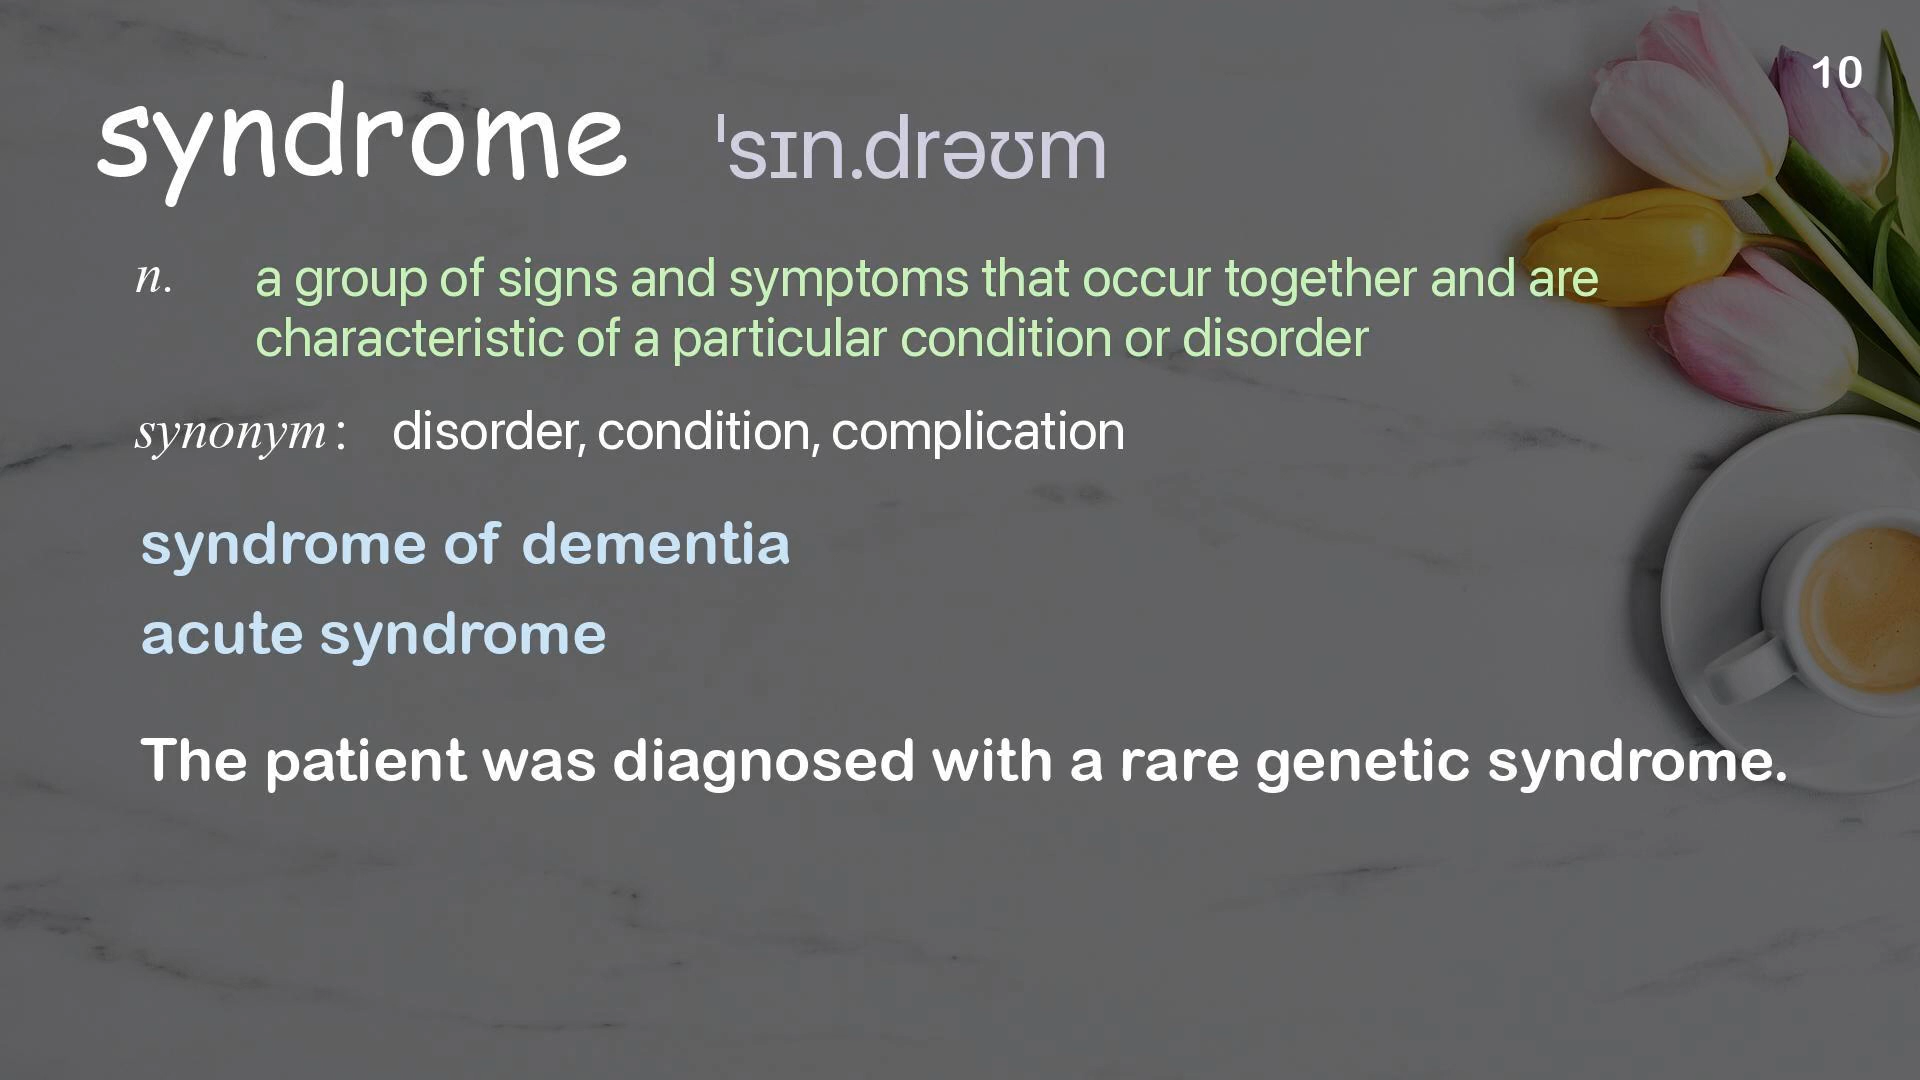 10
syndrome ˈsɪn.drəʊm
n. a group of signs and symptoms that occur together and are
characteristic of a particular condition or disorder
synonym: disorder, condition, complication
syndrome of dementia
acute syndrome
The patient was diagnosed with a rare genetic syndrome.